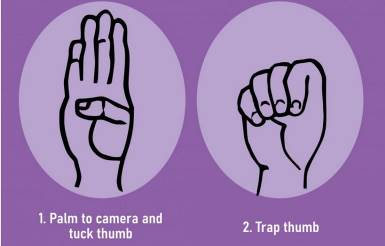 1. Palm to camera and
tuck thumb
2. Trap thumb